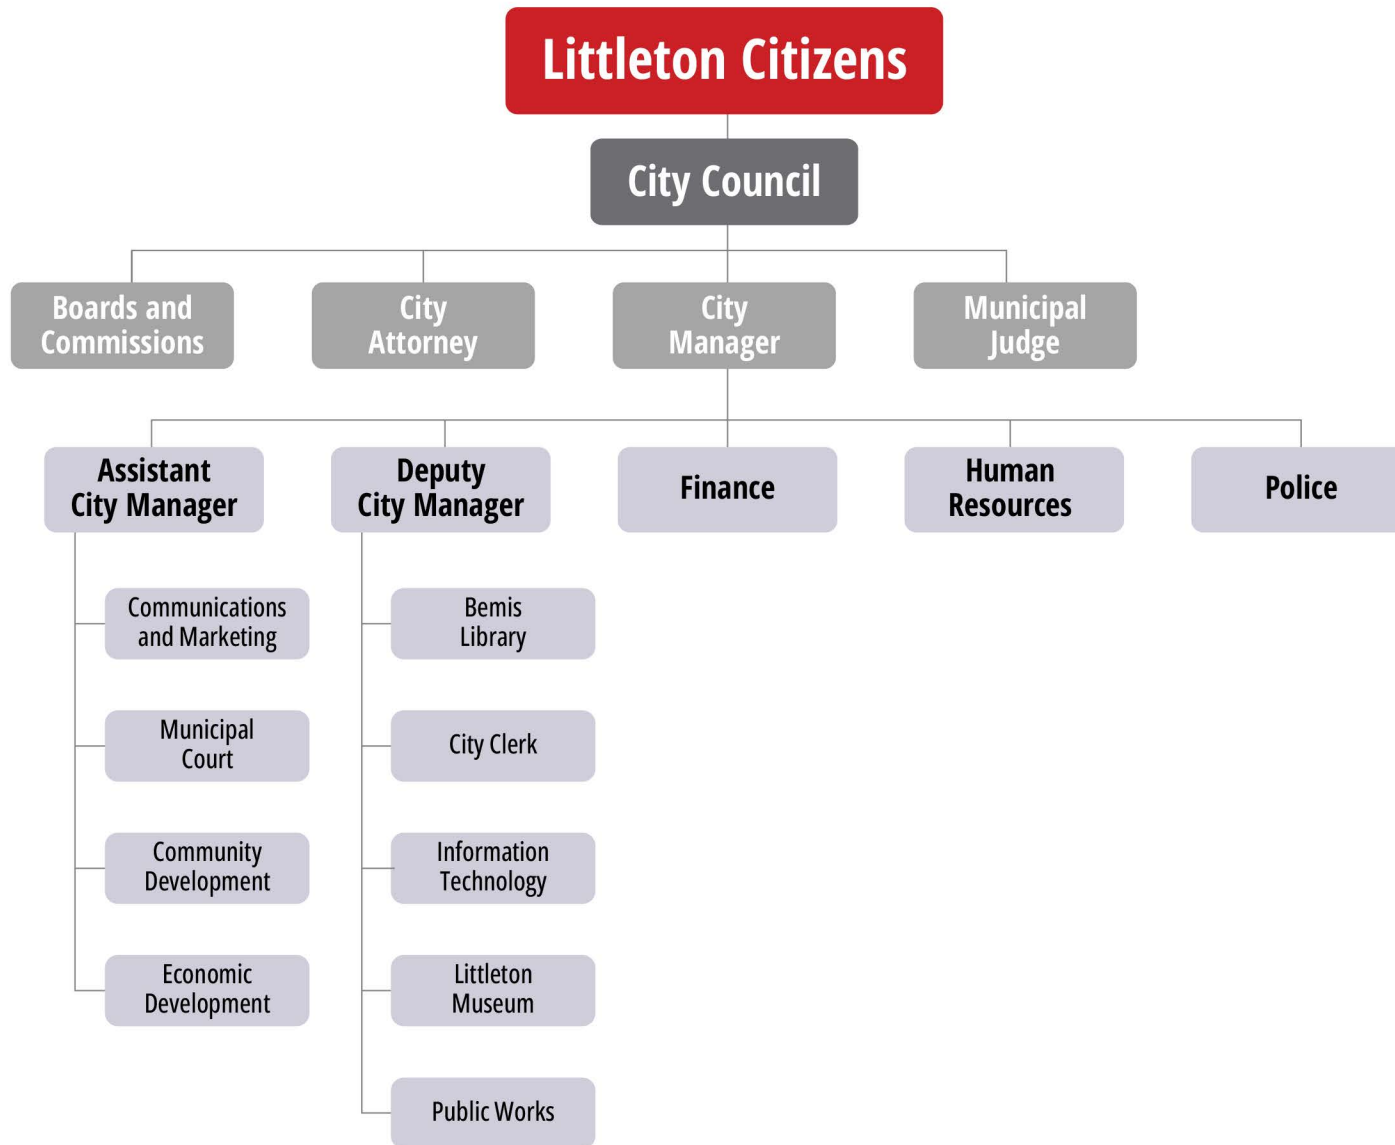 Littleton Citizens
City Council
Boards and
Commissions
City
Attorney
City
Manager
Municipal
Judge
Assistant
City Manager
Deputy
City Manager
Finance
Human
Resources
Police
Communications
and Marketing
Municipal
Court
Community
Development
Economic
Development
Bemis
Library
City Clerk
Information
Technology
Littleton
Museum
Public Works